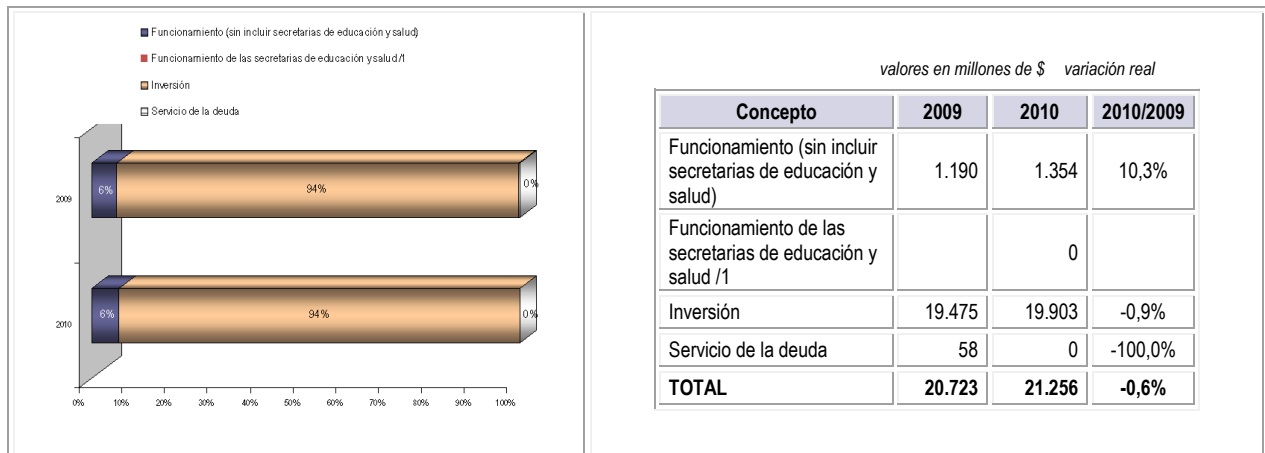 Funcionamiento (sin incluir secretarias de educación y salud)
Funcionamiento de las secretarias de educación y salud /1
Inversión
Servicio de la deuda
2009
6%
94%
0%
2010
6%
94%
0%
0%
10%
20%
30%
40%
50%
60%
70%
80%
90%
100%
valores en millones de $ variación real
Concepto 2009 2010 2010/2009
Funcionamiento (sin incluir
secretarias de educación y 1.190 1.354 10,3%
salud)
Funcionamiento de las
secretarias de educación y 0
salud /1
Inversión 19.475 19.903 -0,9%
Servicio de la deuda 58 0 -100,0%
TOTAL 20.723 21.256 -0,6%